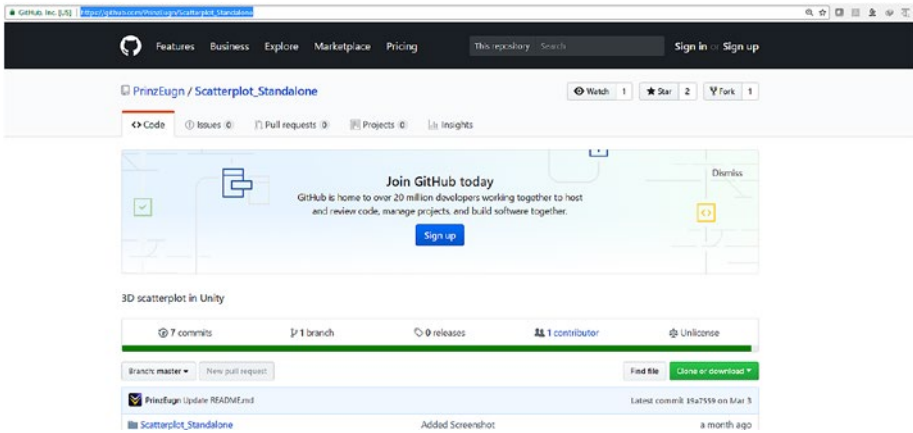 GitHub, Inc. [US] https://github.com/PrinzEugn/Scatterplot_Standalone
Features Business Explore Marketplace Pricing This repository Search Sign in or Sign up
PrinzEugn / Scatterplot_Standalone Watch 1 Star 2 Fork 1
Code Issues 0 Pull requests 0 Projects 0 Insights
Join GitHub today Dismiss
GitHub is home to over 20 million developers working together to host
and review code, manage projects, and build software together.
Sign up
3D scatterplot in Unity
7 commits 1 branch 0 releases 1 contributor Unlicense
Branch: master New pull request Find file Clone or download
PrinzEugn Update README.md Latest commit 19a7559 on Mar 3
Scatterplot_Standalone Added Screenshot a month ago